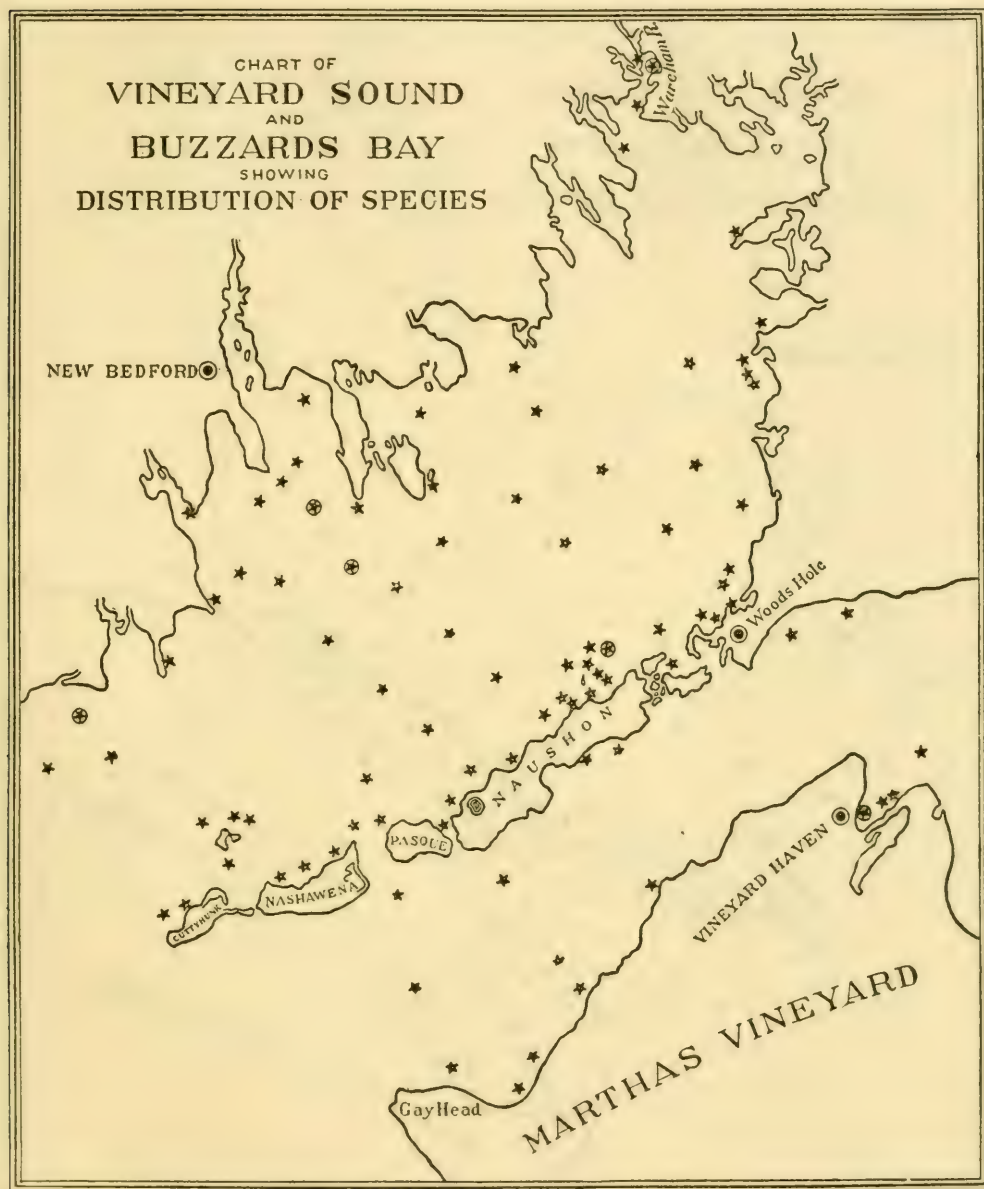 CHART OF
VINEYARD SOUND
AND
BUZZARDS BAY
SHOWING
DISTRIBUTION OF SPECIES
Wareham R.
NEW BEDFORD
Woods Hole
NAUSHON
PASQUE
NASHAWENA
CUTTYHUNK
VINEYARD HAVEN
MARTHAS VINEYARD
Gay Head